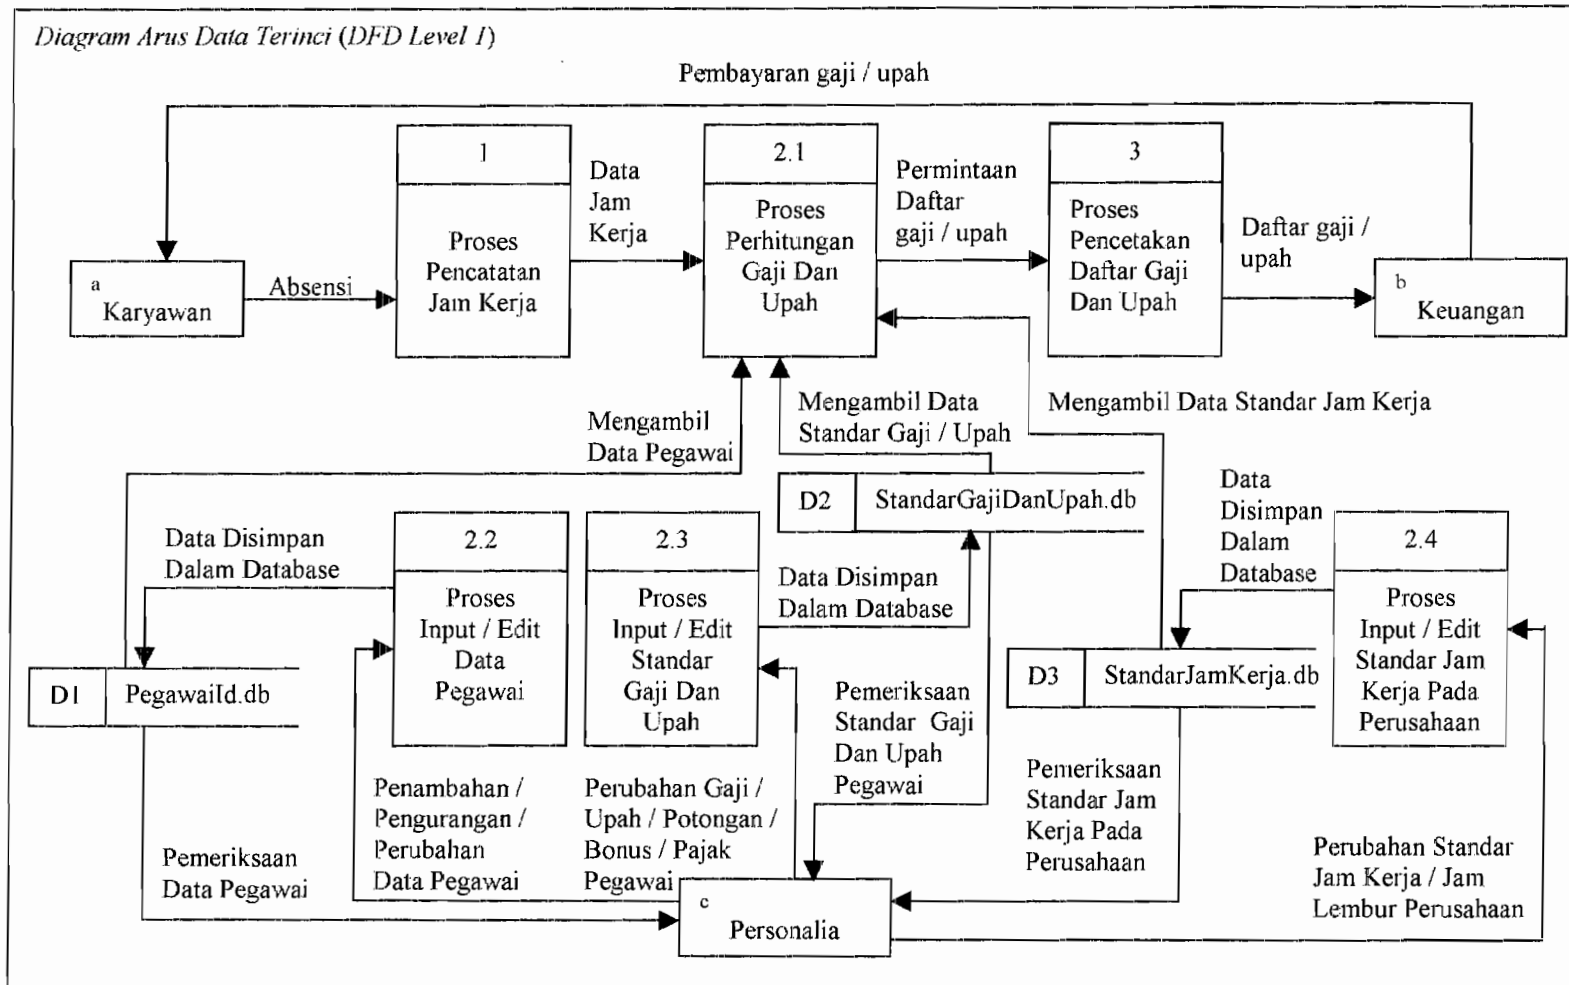 Diagram Arus Data Terinci (DFD Level 1)
Pembayaran gaji / upah
1
Proses
Pencatatan
Jam Kerja
Data
Jam
Kerja
2.1
Proses
Perhitungan
Gaji Dan
Upah
Permintaan
Daftar
gaji / upah
3
Proses
Pencetakan
Daftar Gaji
Dan Upah
Daftar gaji /
upah
a
Karyawan
Absensi
b
Keuangan
Mengambil
Data Pegawai
Mengambil Data
Standar Gaji / Upah
Mengambil Data Standar Jam Kerja
D2
StandarGajiDanUpah.db
Data
Disimpan
Dalam
Database
Data Disimpan
Dalam Database
2.2
Proses
Input / Edit
Data
Pegawai
2.3
Proses
Input / Edit
Standar
Gaji Dan
Upah
Data Disimpan
Dalam Database
2.4
Proses
Input / Edit
Standar Jam
Kerja Pada
Perusahaan
D1
PegawaiId.db
D3
StandarJamKerja.db
Pemeriksaan
Standar Gaji
Dan Upah
Pegawai
Pemeriksaan
Data Pegawai
Penambahan /
Pengurangan /
Perubahan
Data Pegawai
Perubahan Gaji /
Upah / Potongan /
Bonus / Pajak
Pegawai
Pemeriksaan
Standar Jam
Kerja Pada
Perusahaan
Perubahan Standar
Jam Kerja / Jam
Lembur Perusahaan
c
Personalia